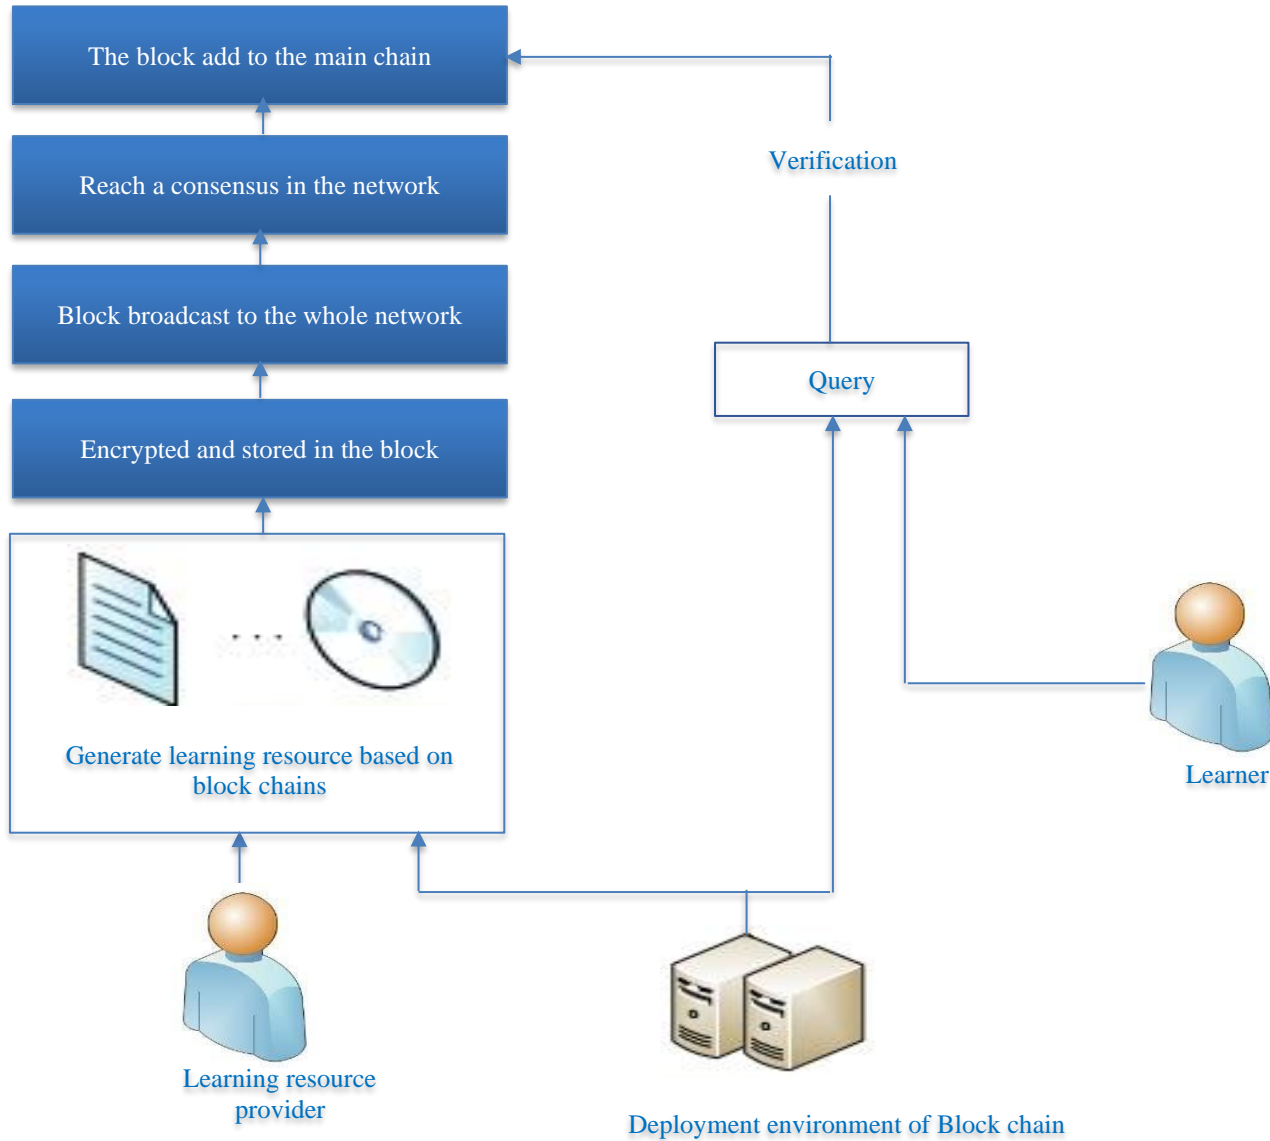 The block add to the main chain
Reach a consensus in the network
Verification
Block broadcast to the whole network
Query
Encrypted and stored in the block
. . .
Generate learning resource based on
block chains
Learner
Learning resource
provider
Deployment environment of Block chain